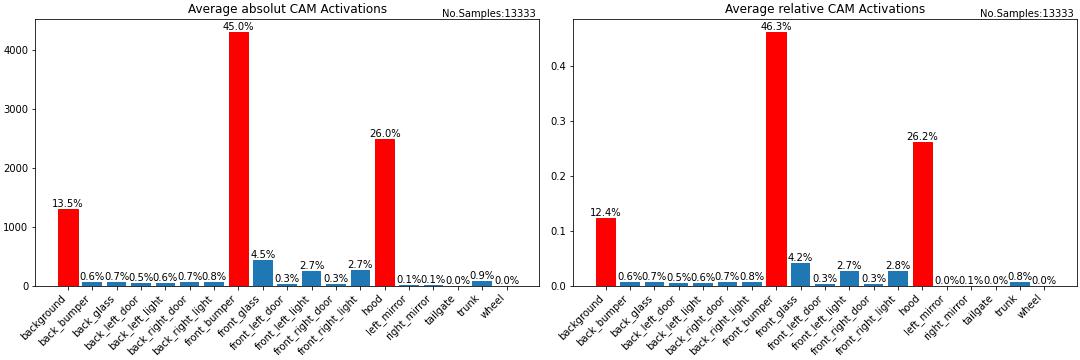 Average absolut CAM Activations
No.Samples:13333
4000
3000
2000
1000
0
13.5%
0.6%
0.7%
0.5%
0.6%
0.7%
0.8%
45.0%
4.5%
0.3%
2.7%
0.3%
2.7%
26.0%
0.1%
0.1%
0.0%
0.9%
0.0%
background
back_bumper
back_glass
back_left_door
back_left_light
back_right_door
back_right_light
front_bumper
front_glass
front_left_door
front_left_light
front_right_door
front_right_light
hood
left_mirror
right_mirror
tailgate
trunk
wheel
Average relative CAM Activations
No.Samples:13333
0.4
0.3
0.2
0.1
0.0
12.4%
0.6%
0.7%
0.5%
0.6%
0.7%
0.8%
46.3%
4.2%
0.3%
2.7%
0.3%
2.8%
26.2%
0.0%
0.1%
0.0%
0.8%
0.0%
background
back_bumper
back_glass
back_left_door
back_left_light
back_right_door
back_right_light
front_bumper
front_glass
front_left_door
front_left_light
front_right_door
front_right_light
hood
left_mirror
right_mirror
tailgate
trunk
wheel